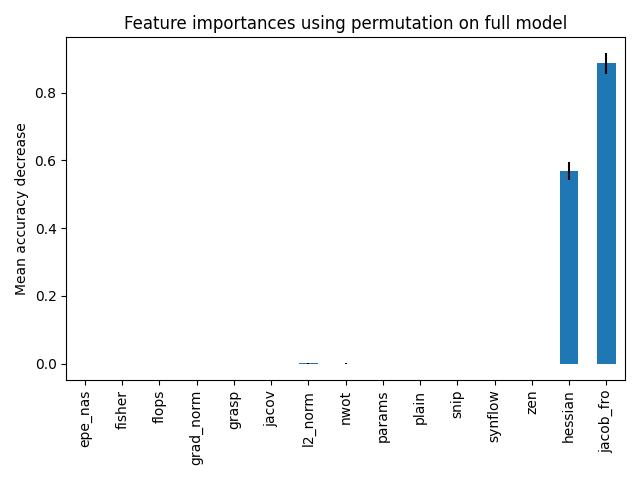 Feature importances using permutation on full model
Mean accuracy decrease
0.8
0.6
0.4
0.2
0.0
epe_nas
fisher
flops
grad_norm
grasp
jacov
l2_norm
nwot
params
plain
snip
synflow
zen
hessian
jacob_fro